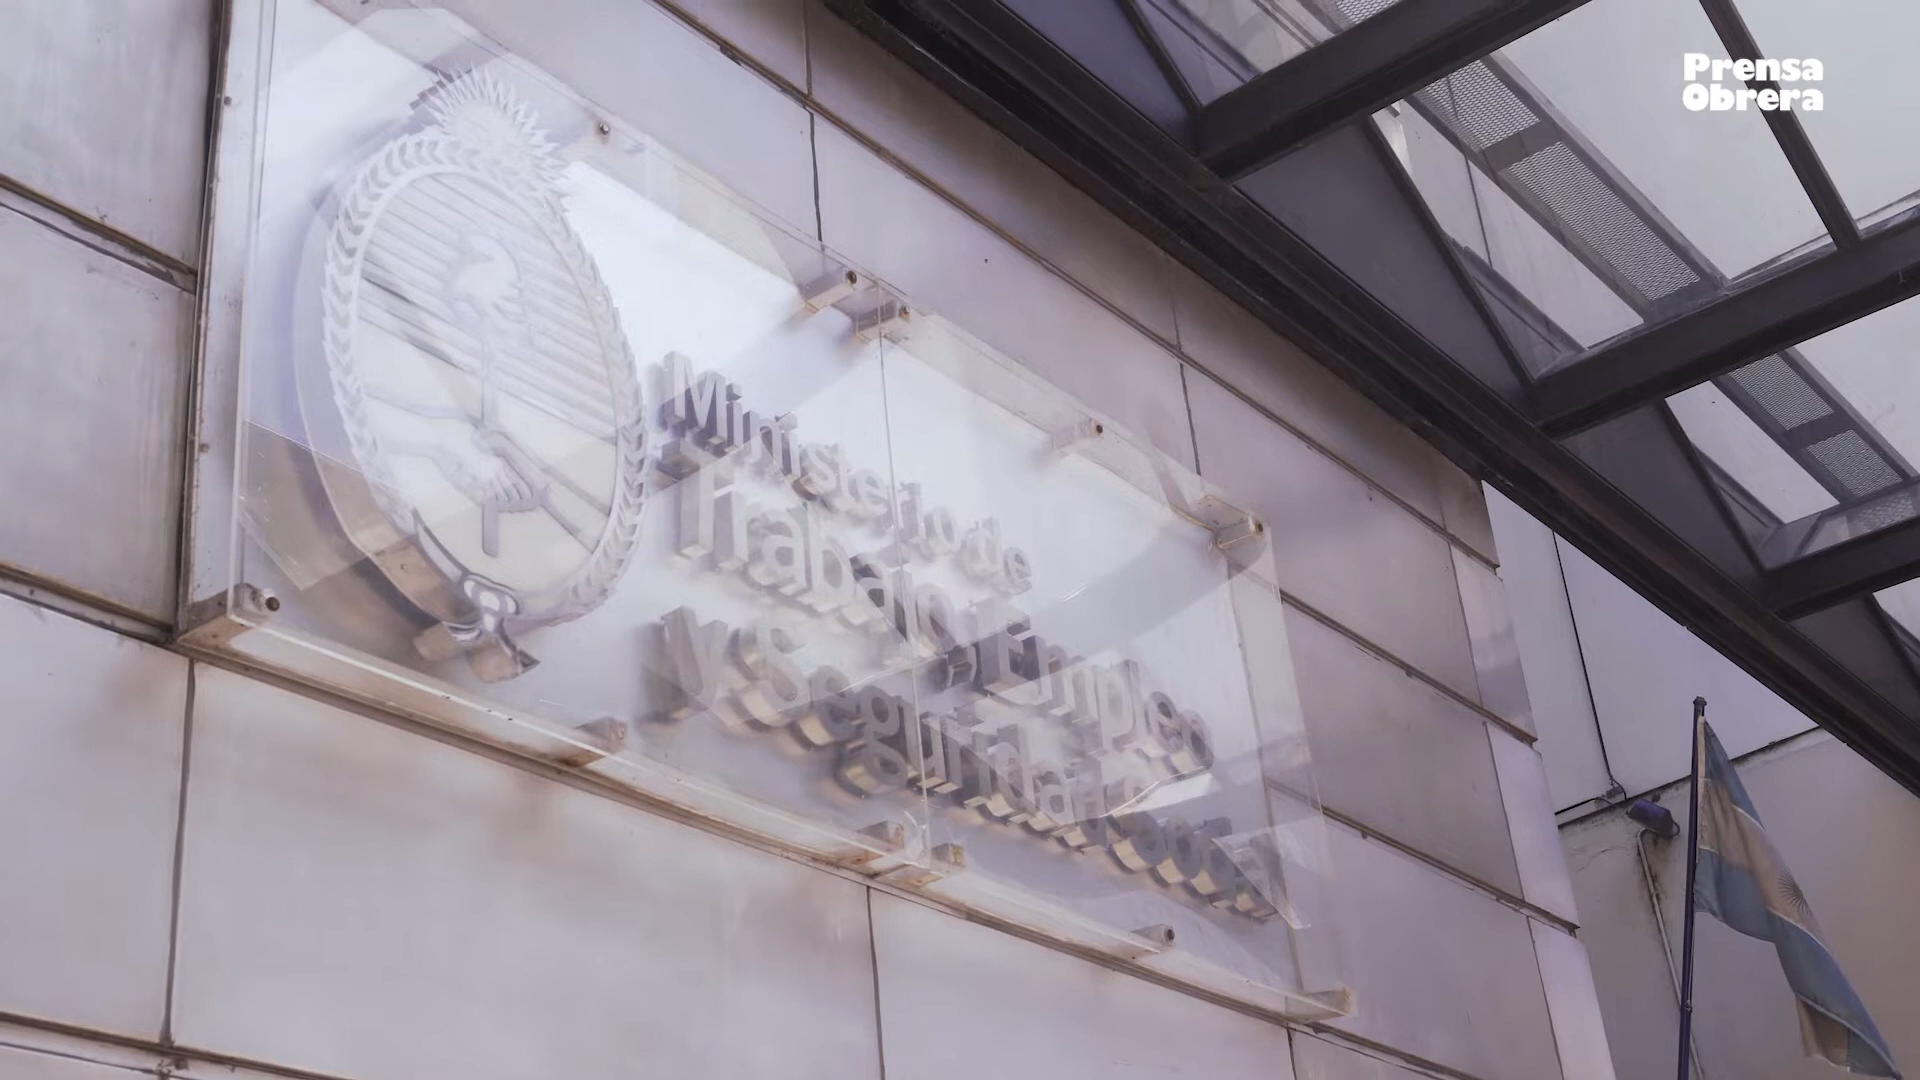 Prensa
Obrera
Ministerio de
Trabajo, Empleo
y Seguridad Social